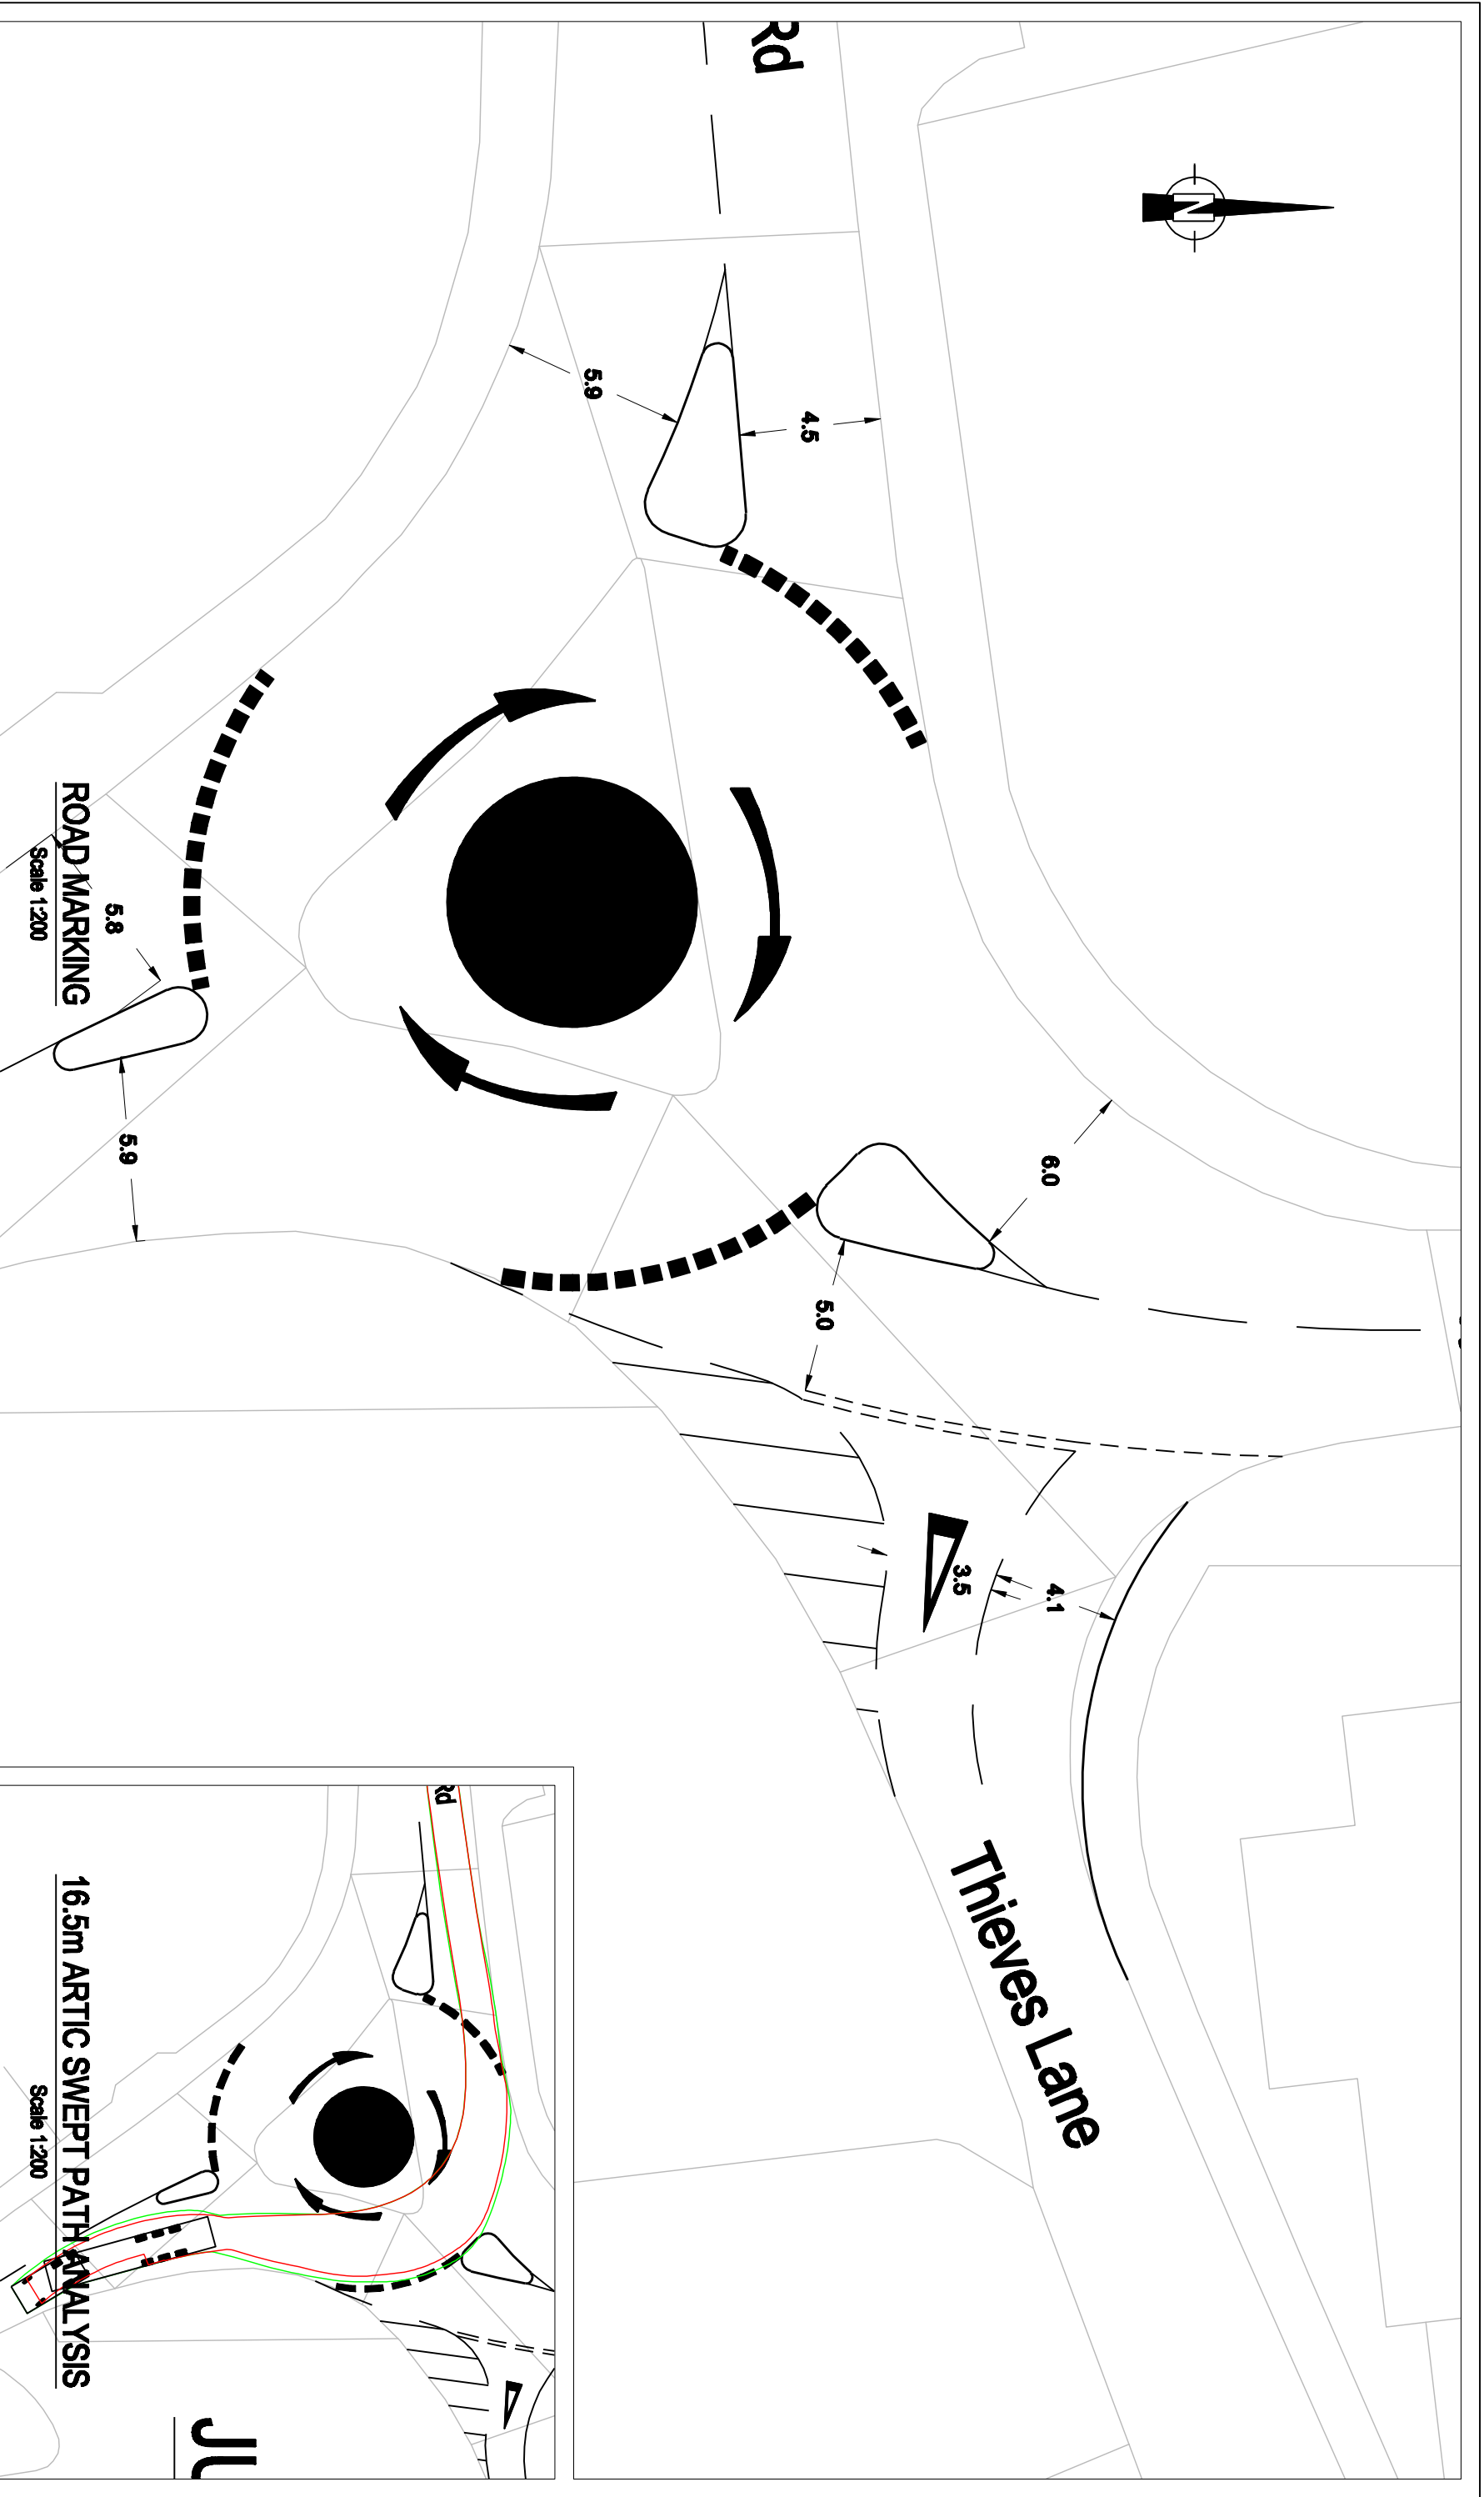 Rd
N
5.9
4.5
6.0
5.8
5.9
5.0
3.5
4.1
Thieves Lane
ROAD MARKING
Scale 1:200
Rd
16.5m ARTIC SWEPT PATH ANALYSIS
Scale 1:200